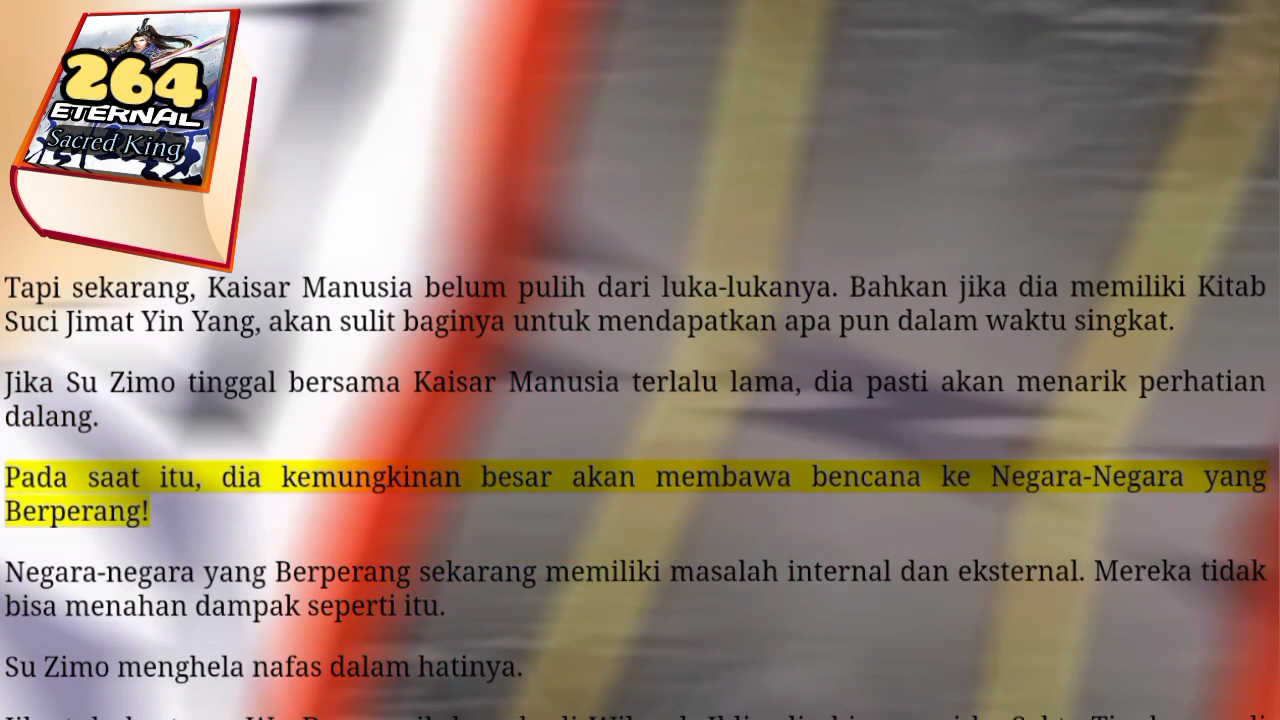 264
ETERNAL
Sacred King
Tapi sekarang, Kaisar Manusia belum pulih dari luka-lukanya. Bahkan jika dia memiliki Kitab
Suci Jimat Yin Yang, akan sulit baginya untuk mendapatkan apa pun dalam waktu singkat.
Jika Su Zimo tinggal bersama Kaisar Manusia terlalu lama, dia pasti akan menarik perhatian
dalang.
Pada saat itu, dia kemungkinan besar akan membawa bencana ke Negara-Negara yang
Berperang!
Negara-negara yang Berperang sekarang memiliki masalah internal dan eksternal. Mereka tidak
bisa menahan dampak seperti itu.
Su Zimo menghela nafas dalam hatinya.